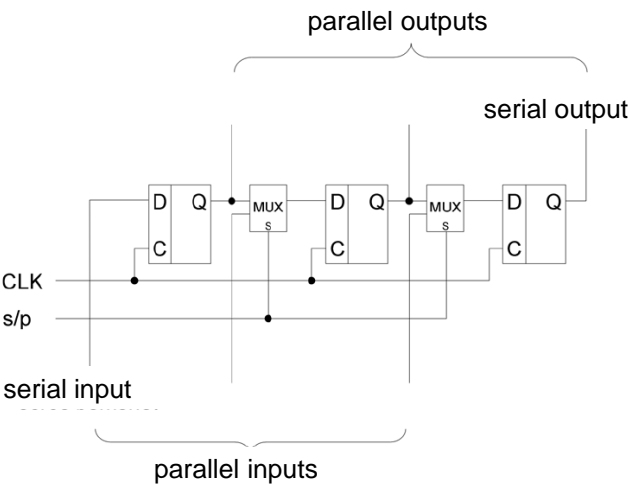 parallel outputs
serial output
D Q MUX D Q MUX D Q
S S
C C C
CLK
s/p
serial input
parallel inputs